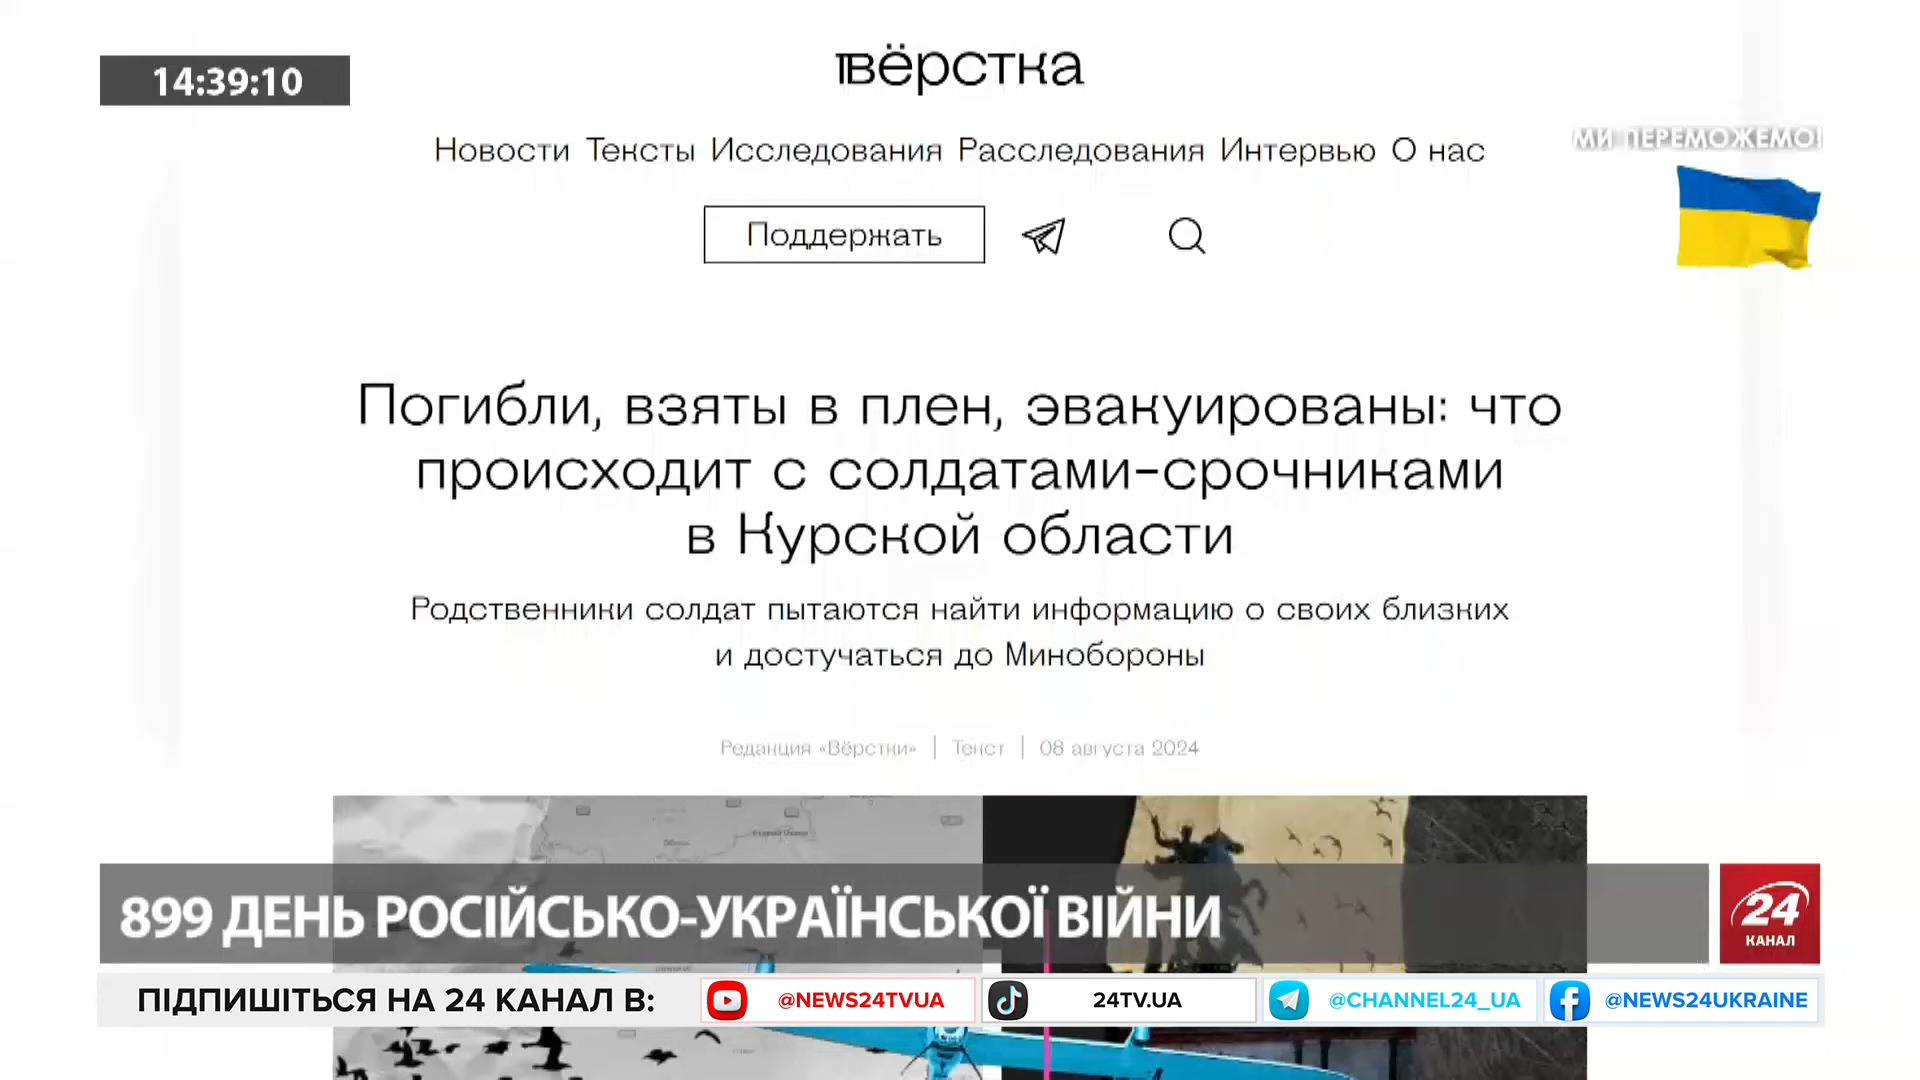 14:39:10
вёрстка
Новости Тексты Исследования Расследования Интервью О нас
МИ ПЕРЕМОЖЕМО!
Поддержать
Погибли, взяты в плен, эвакуированы: что
происходит с солдатами-срочниками
в Курской области
Родственники солдат пытаются найти информацию о своих близких
и достучаться до Минобороны
Редакция «Вёрстки» | Текст | 08 августа 2024
899 ДЕНЬ РОСІЙСЬКО-УКРАЇНСЬКОЇ ВІЙНИ
24
КАНАЛ
ПІДПИШІТЬСЯ НА 24 КАНАЛ В:
@NEWS24TVUA
24TV.UA
@CHANNEL24_UA
@NEWS24UKRAINE